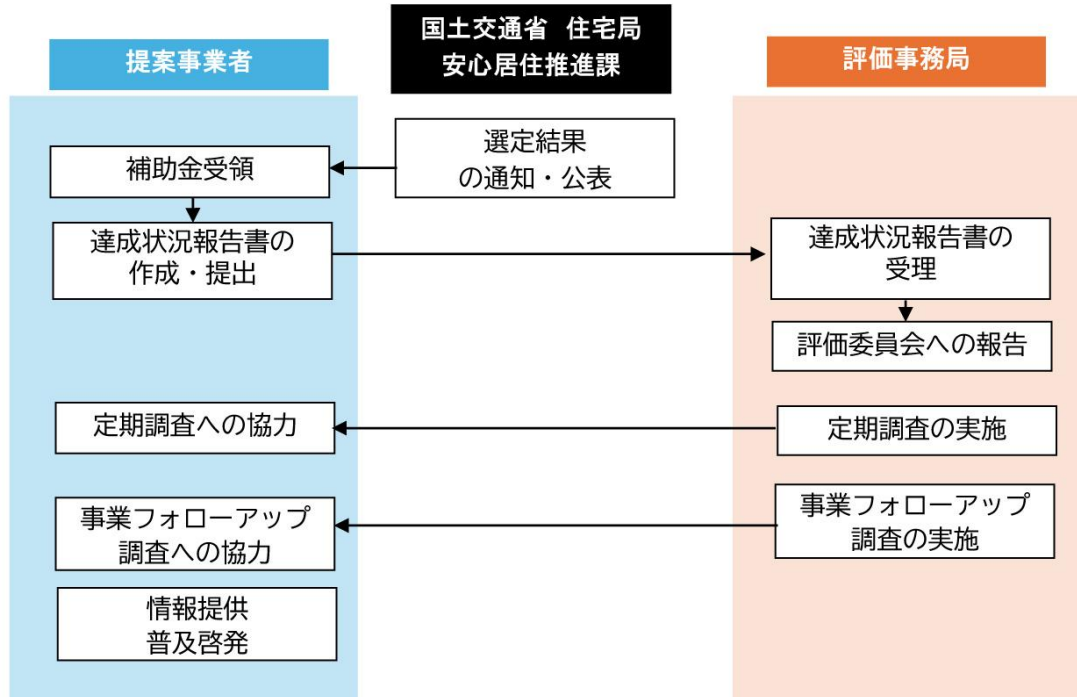 提案事業者
国土交通省 住宅局
安心居住推進課
評価事務局
選定結果
の通知・公表
補助金受領
達成状況報告書の
作成・提出
達成状況報告書の
受理
評価委員会への報告
定期調査への協力
定期調査の実施
事業フォローアップ
調査への協力
事業フォローアップ
調査の実施
情報提供
普及啓発